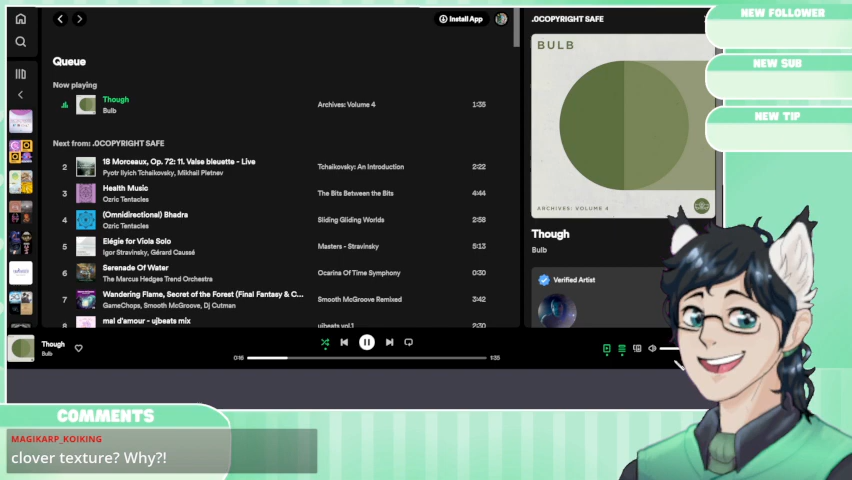 Install App
.OCOPYRIGHT SAFE
NEW FOLLOWER
BULB
Queue
NEW SUB
Now playing
Though
Bulb
Archives: Volume 4
1:35
NEW TIP
Next from: .OCOPYRIGHT SAFE
2
18 Morceaux, Op. 72: 11. Valse bleuette - Live
Pyotr Ilyich Tchaikovsky, Mikhail Pletnev
Tchaikovsky: An Introduction
2:22
3
Health Music
Ozric Tentacles
The Bits Between the Bits
4:44
4
(Omnidirectional) Bhadra
Ozric Tentacles
Sliding Gliding Worlds
2:58
5
Elégie for Viola Solo
Igor Stravinsky, Gérard Caussé
Masters - Stravinsky
5:13
6
Serenade Of Water
The Marcus Hedges Trend Orchestra
Ocarina Of Time Symphony
0:30
7
Wandering Flame, Secret of the Forest (Final Fantasy & C...
GameChops, Smooth McGroove, Dj Cutman
Smooth McGroove Remixed
3:42
8
mal d'amour - ujbeats mix
ujbeats vol.1
2:30
ARCHIVES: VOLUME 4
Though
Bulb
Verified Artist
Though
Bulb
0:16
1:35
COMMENTS
MAGIKARP_KOIKING
clover texture? Why?!